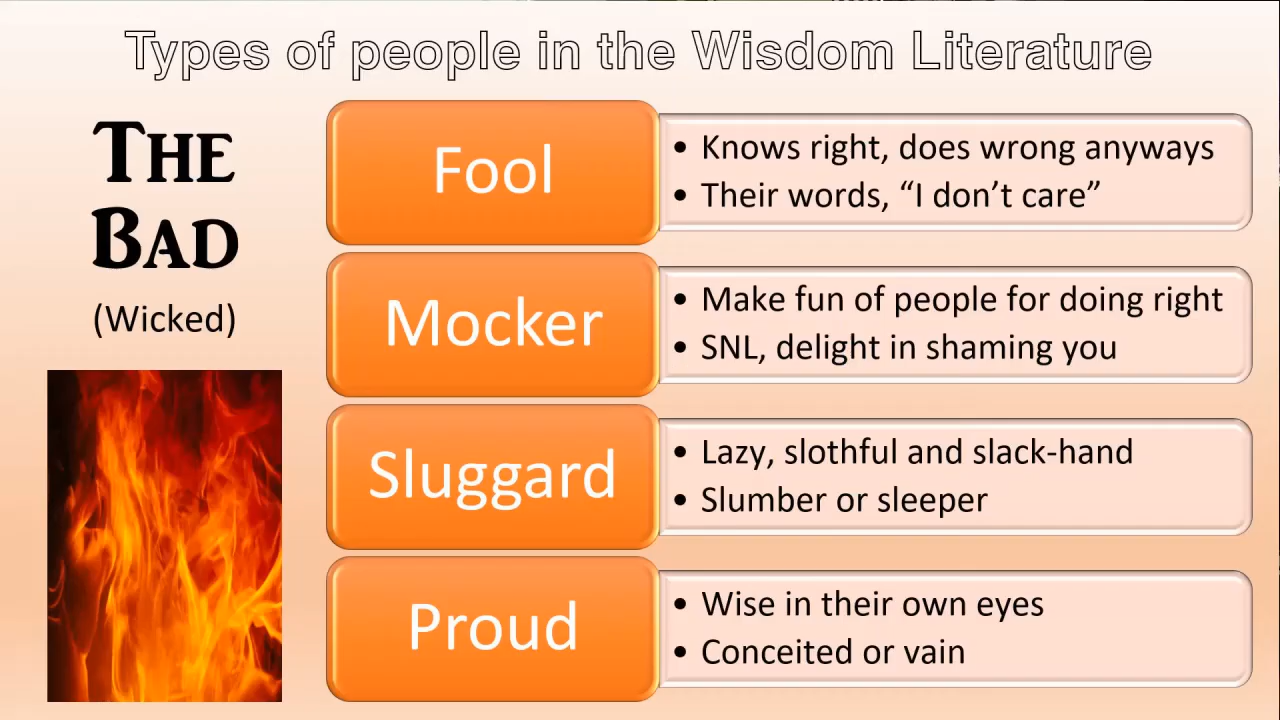 Types of people in the Wisdom Literature
THE
BAD
(Wicked)
Fool
• Knows right, does wrong anyways
• Their words, “I don’t care”
Mocker
• Make fun of people for doing right
• SNL, delight in shaming you
Sluggard
• Lazy, slothful and slack-hand
• Slumber or sleeper
Proud
• Wise in their own eyes
• Conceited or vain